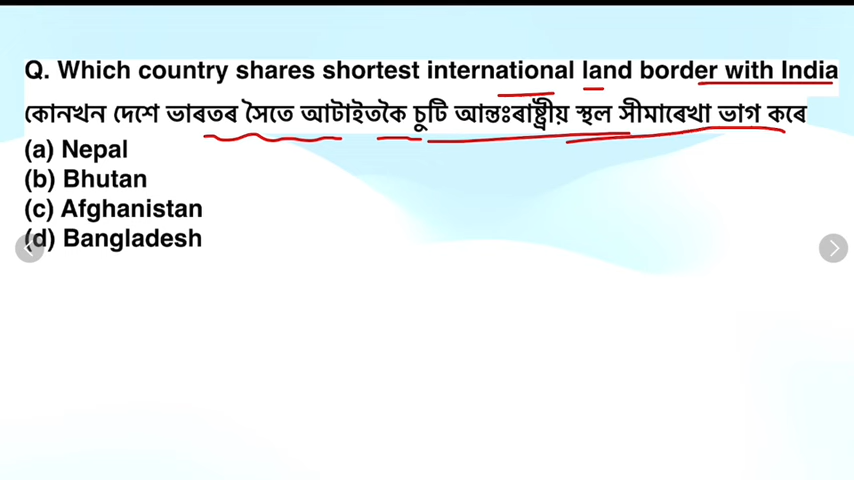 Q. Which country shares shortest international land border with India
কোনখন দেশে ভাৰতৰ সৈতে আটাইতকৈ চুটি আন্তঃৰাষ্ট্ৰীয় স্থল সীমাৰেখা ভাগ কৰে
(a) Nepal
(b) Bhutan
(c) Afghanistan
(d) Bangladesh